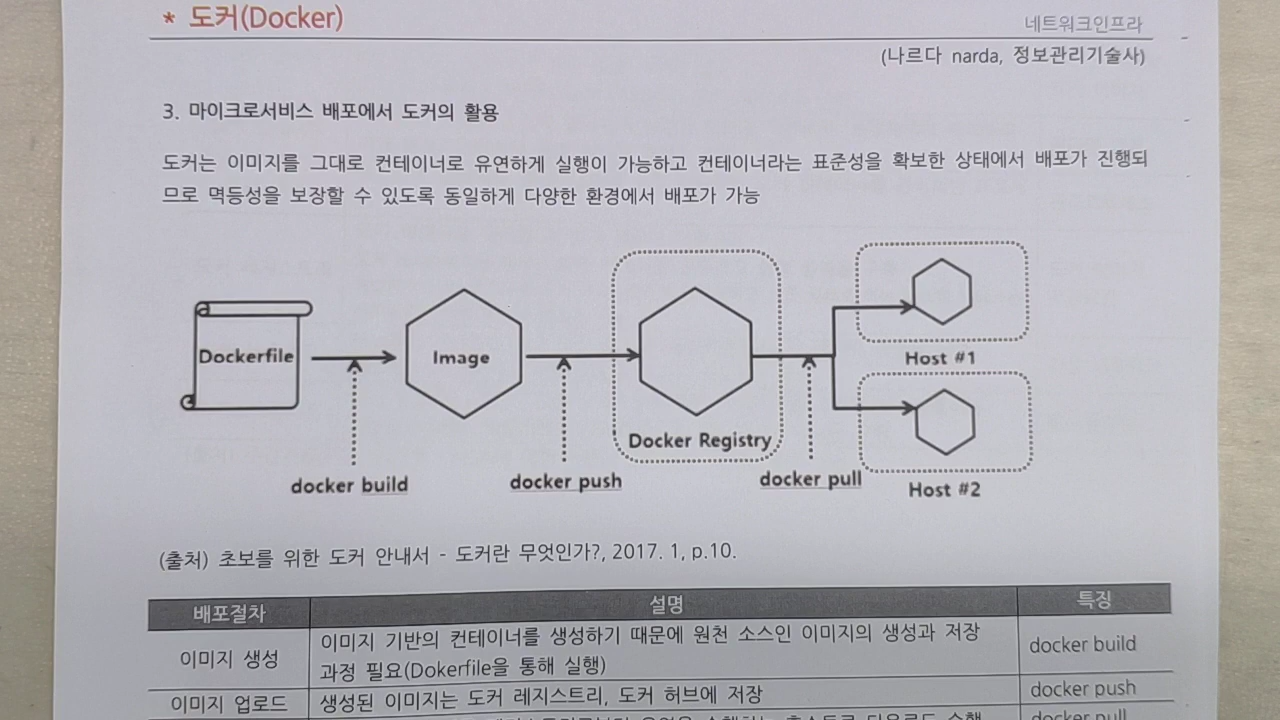 * 도커(Docker)
네트워크인프라
(나르다 narda, 정보관리기술사)
3. 마이크로서비스 배포에서 도커의 활용
도커는 이미지를 그대로 컨테이너로 유연하게 실행이 가능하고 컨테이너라는 표준성을 확보한 상태에서 배포가 진행되
므로 멱등성을 보장할 수 있도록 동일하게 다양한 환경에서 배포가 가능
Dockerfile
Image
Docker Registry
Host #1
Host #2
docker build
docker push
docker pull
(출처) 초보를 위한 도커 안내서 - 도커란 무엇인가?, 2017. 1, p.10.
배포절차 설명 특징
이미지 생성 이미지 기반의 컨테이너를 생성하기 때문에 원천 소스인 이미지의 생성과 저장 docker build
과정 필요(Dokerfile을 통해 실행)
이미지 업로드 생성된 이미지는 도커 레지스트리, 도커 허브에 저장 docker push
docker pull